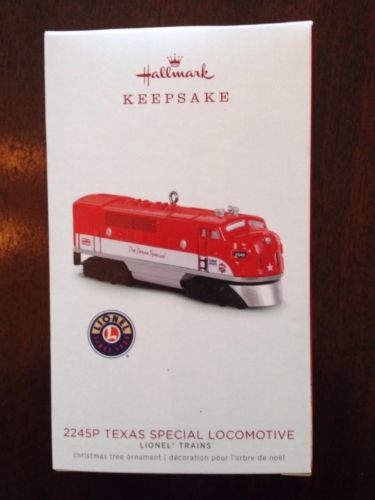 Hallmark
KEEPSAKE
The Texas Special
2245
LIONEL
2245P TEXAS SPECIAL LOCOMOTIVE
LIONEL® TRAINS
christmas tree ornament | décoration pour l'arbre de noël